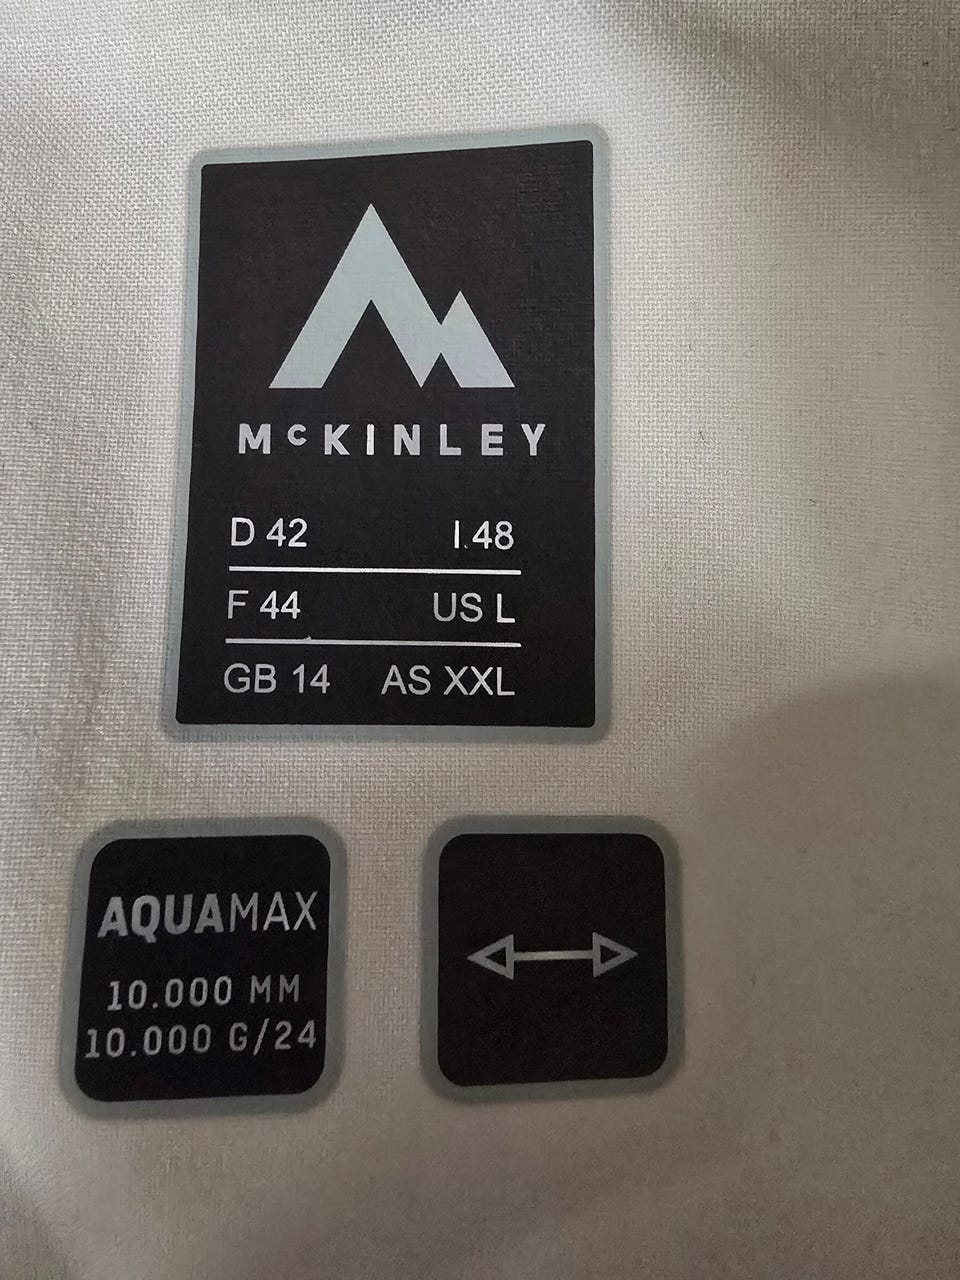 McKINLEY
D 42 I 48
F 44 US L
GB 14 AS XXL
AQUAMAX
10.000 MM
10.000 G/24